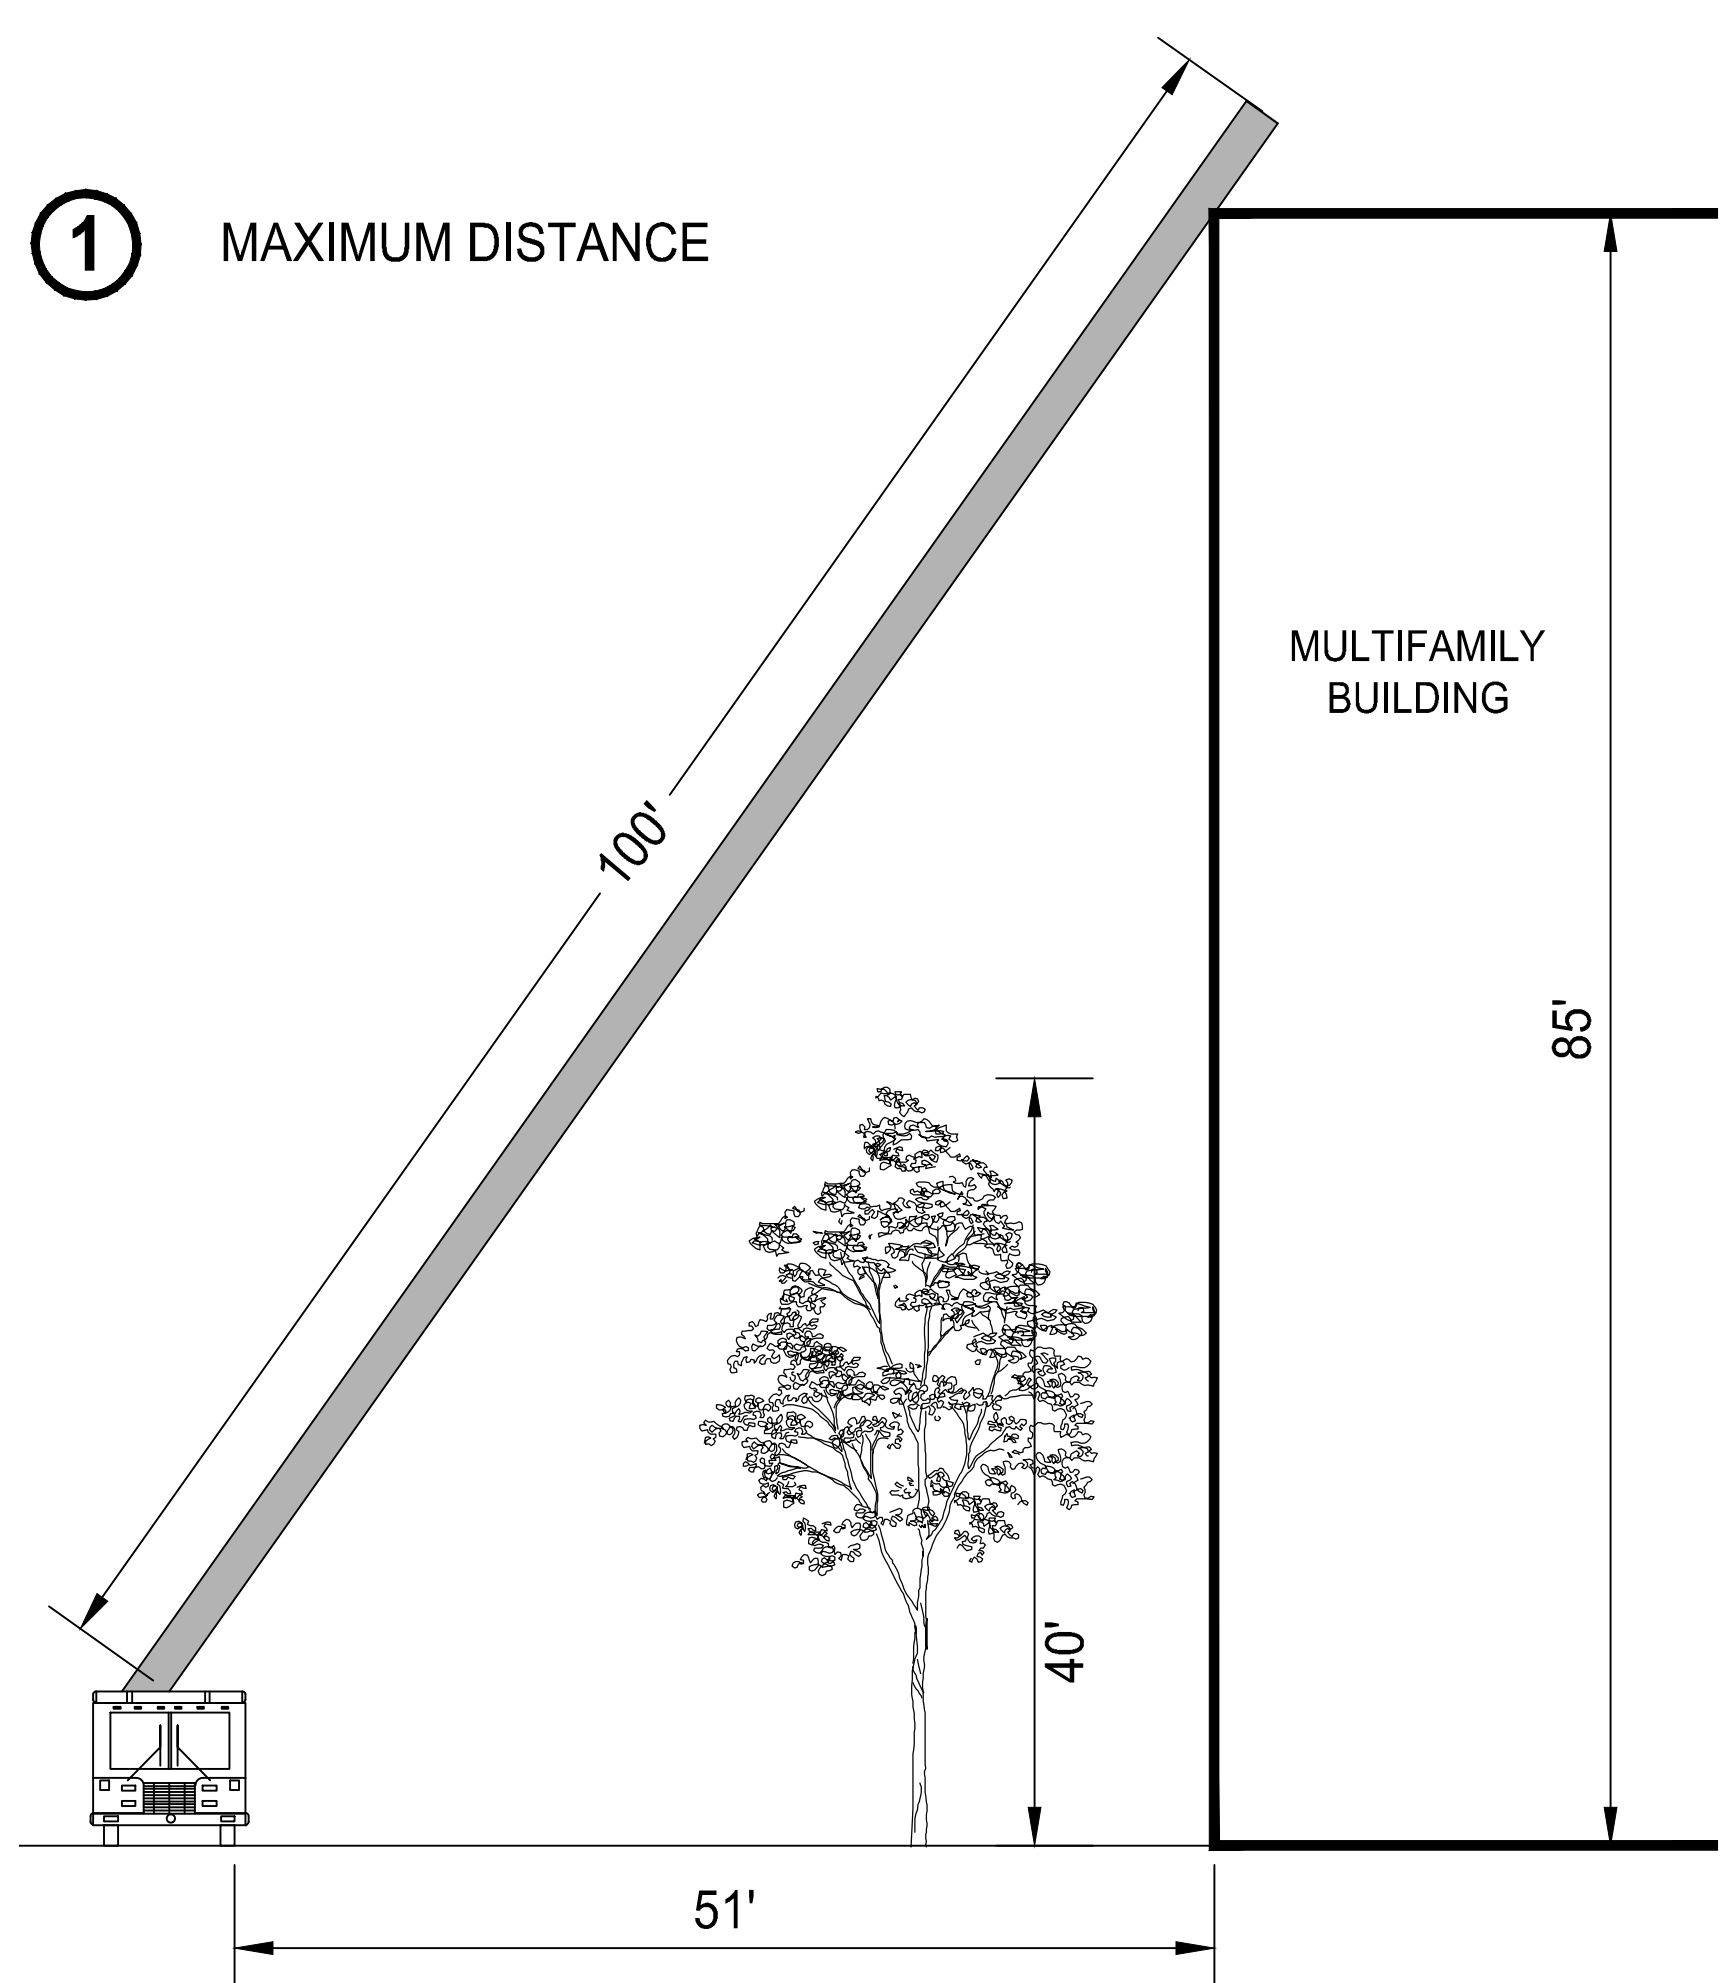 1
MAXIMUM DISTANCE
MULTIFAMILY
BUILDING
100'
85'
40'
51'